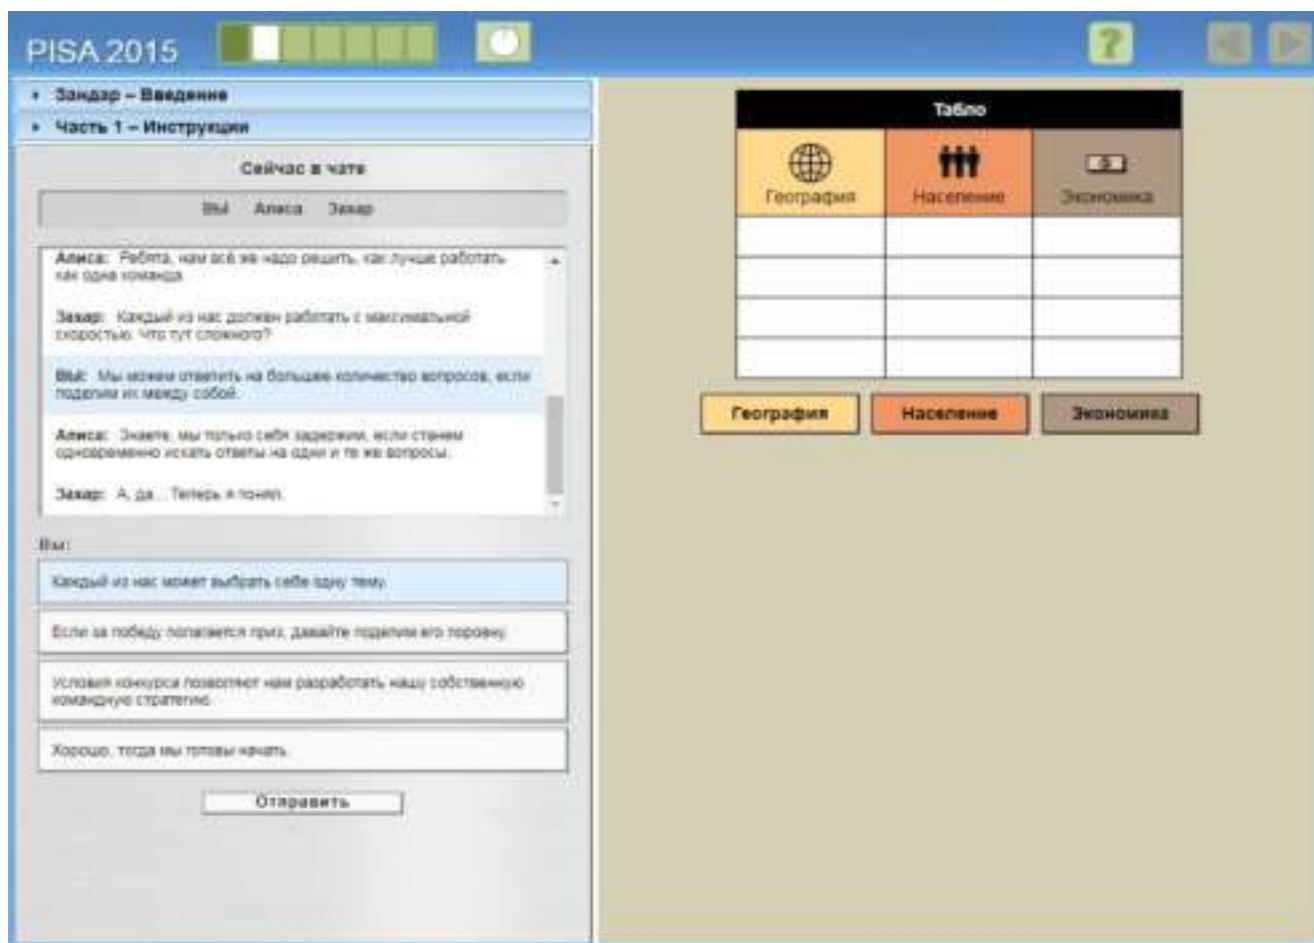 PISA 2015
?
Зандар – Введение
Часть 1 – Инструкции
Сейчас в чате
ВЫ Алиса Захар
Алиса: Ребята, нам всё же надо решить, как лучше работать
как одна команда.
Захар: Каждый из нас должен работать с максимальной
скоростью. Что тут сложного?
ВЫ: Мы можем ответить на большее количество вопросов, если
поделим их между собой.
Алиса: Знаете, мы только себя задержим, если станем
одновременно искать ответы на одни и те же вопросы.
Захар: А, да... Теперь я понял.
Вы:
Каждый из нас может выбрать себе одну тему.
Если за победу полагается приз, давайте поделим его поровну.
Условия конкурса позволяют нам разработать нашу собственную
командную стратегию.
Хорошо, тогда мы готовы начать.
Отправить
Табло
География Население Экономика
География Население Экономика